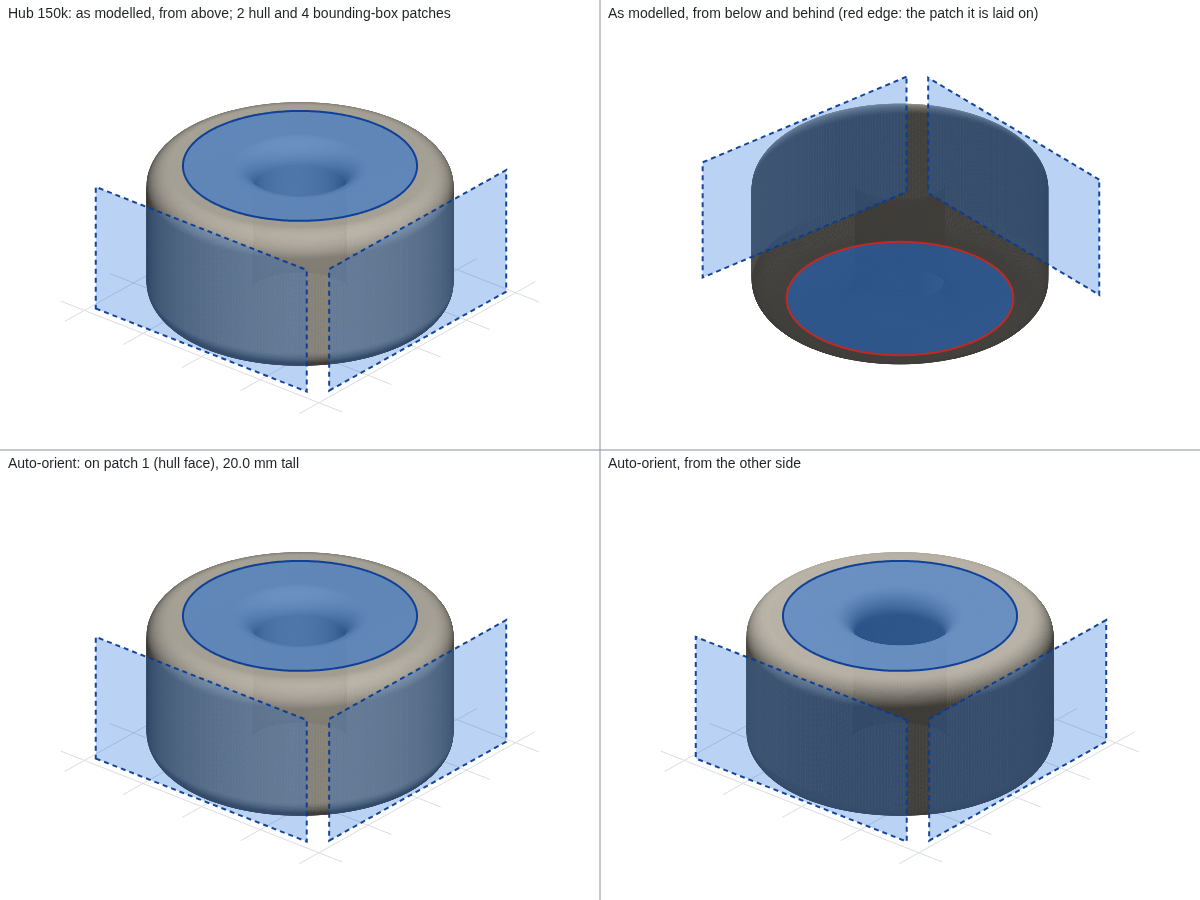 Hub 150k: as modelled, from above; 2 hull and 4 bounding-box patches
As modelled, from below and behind (red edge: the patch it is laid on)
Auto-orient: on patch 1 (hull face), 20.0 mm tall
Auto-orient, from the other side